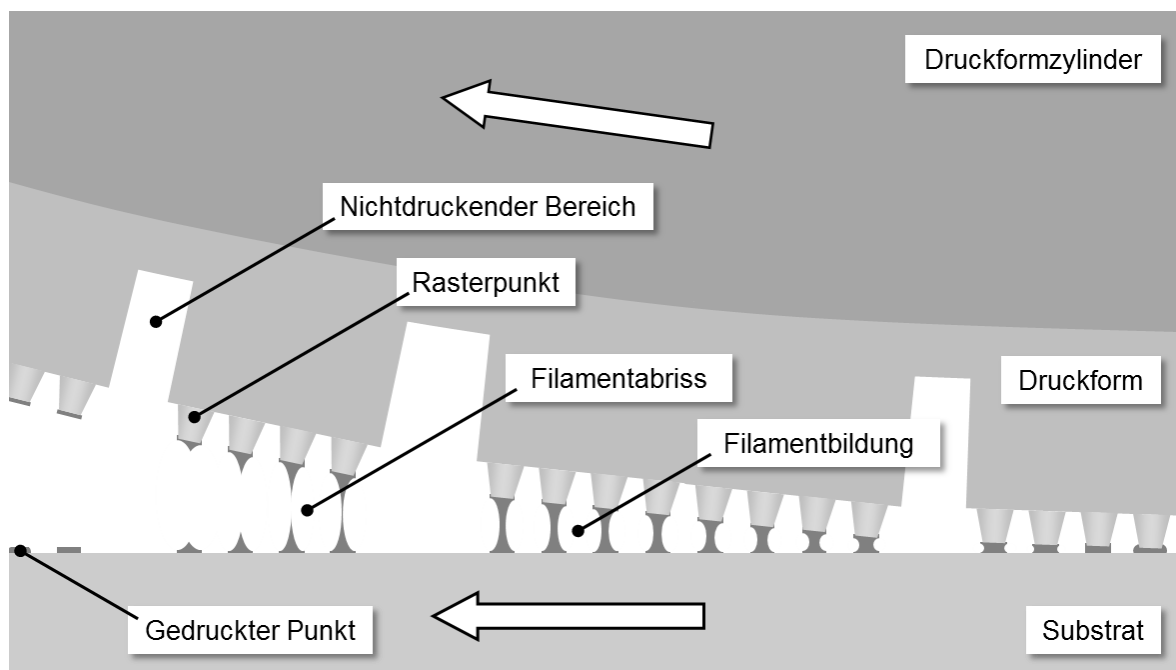 Druckformzylinder
Nichtdruckender Bereich
Rasterpunkt
Filamentabriss
Druckform
Filamentbildung
Gedruckter Punkt
Substrat